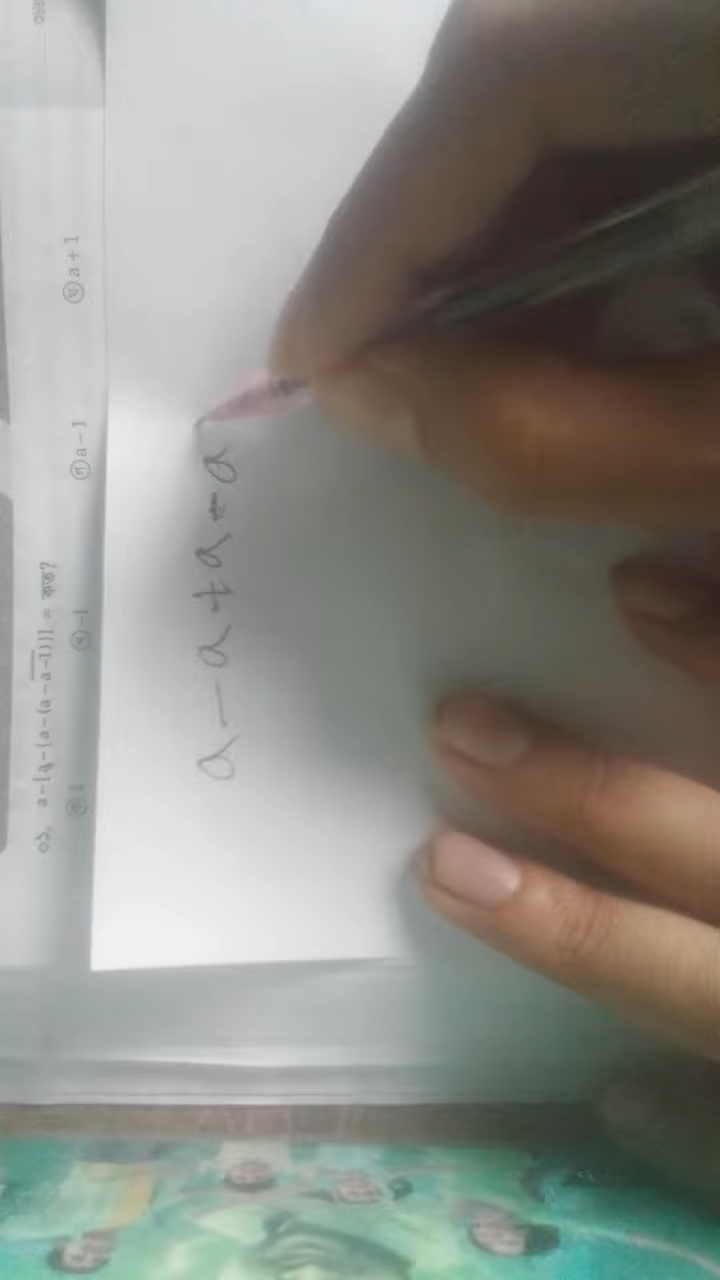 ০১. a-[a-{a-(a-a-1)}] = কত?
ক 1 খ -1 গ a-1 ঘ a+1
a - a + a - a